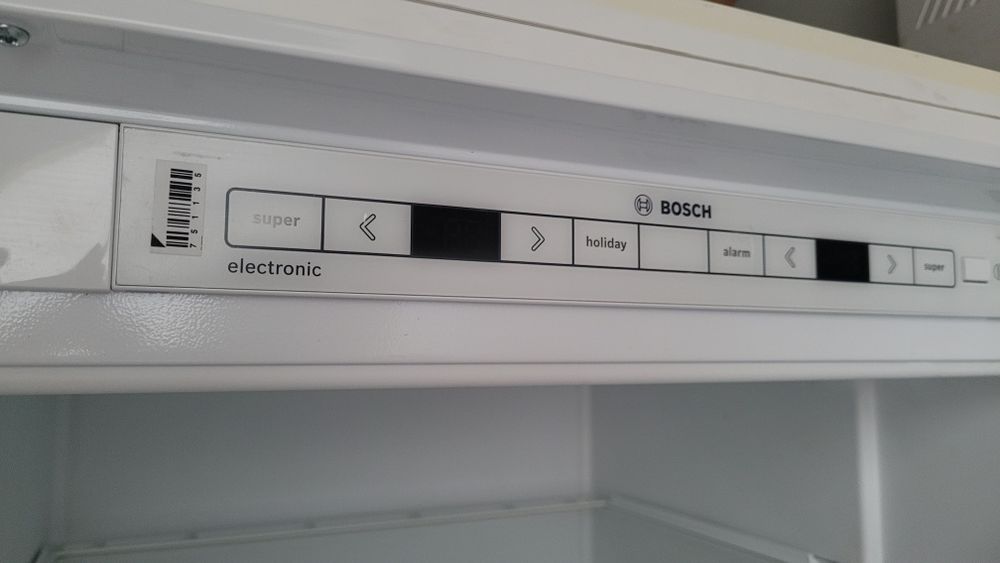 BOSCH
super < > holiday alarm < > super
electronic
7511135